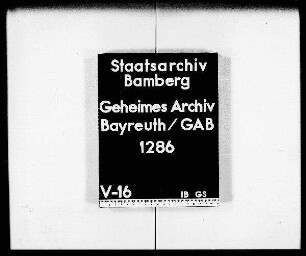 Staatsarchiv
Bamberg
Geheimes Archiv
Bayreuth/GAB
1286
V-16 IB GS